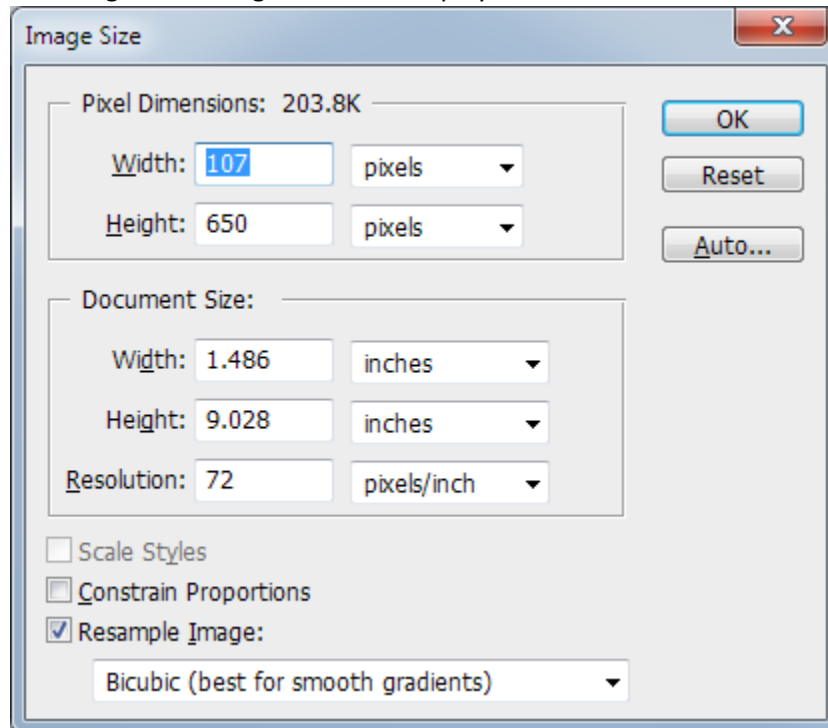 Image Size
Pixel Dimensions: 203.8K
Width: 107 pixels
Height: 650 pixels
OK
Reset
Auto...
Document Size:
Width: 1.486 inches
Height: 9.028 inches
Resolution: 72 pixels/inch
Scale Styles
Constrain Proportions
Resample Image:
Bicubic (best for smooth gradients)